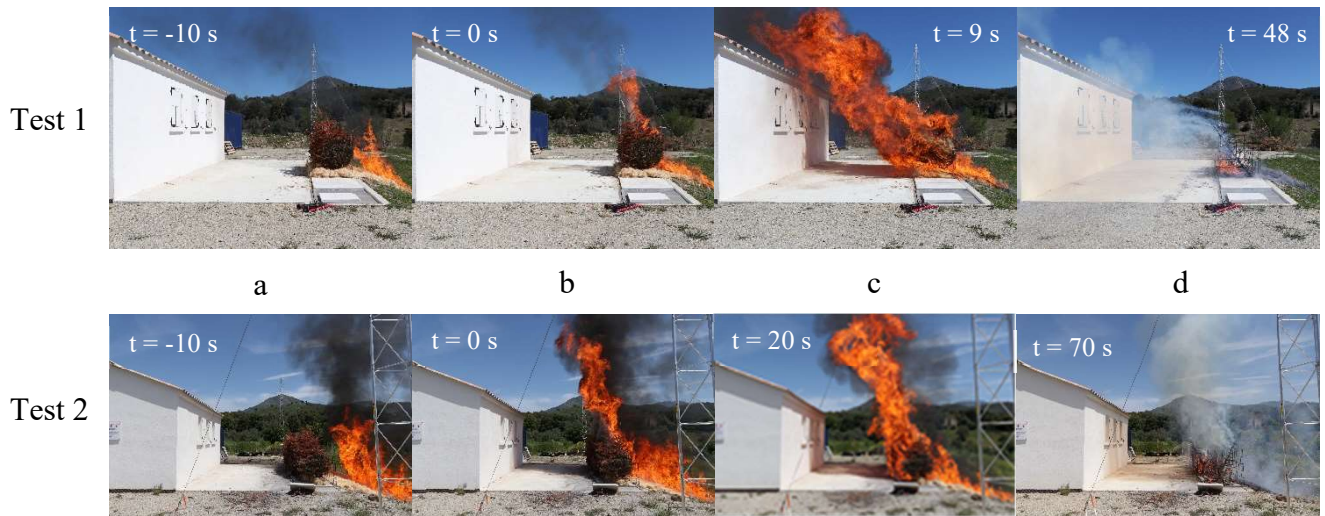 t = -10 s
t = 0 s
t = 9 s
t = 48 s
Test 1
a
b
c
d
t = -10 s
t = 0 s
t = 20 s
t = 70 s
Test 2